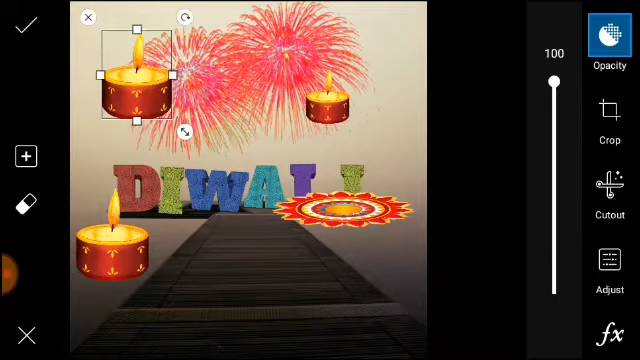 100
Opacity
Crop
DIWALI
Cutout
Adjust
fx